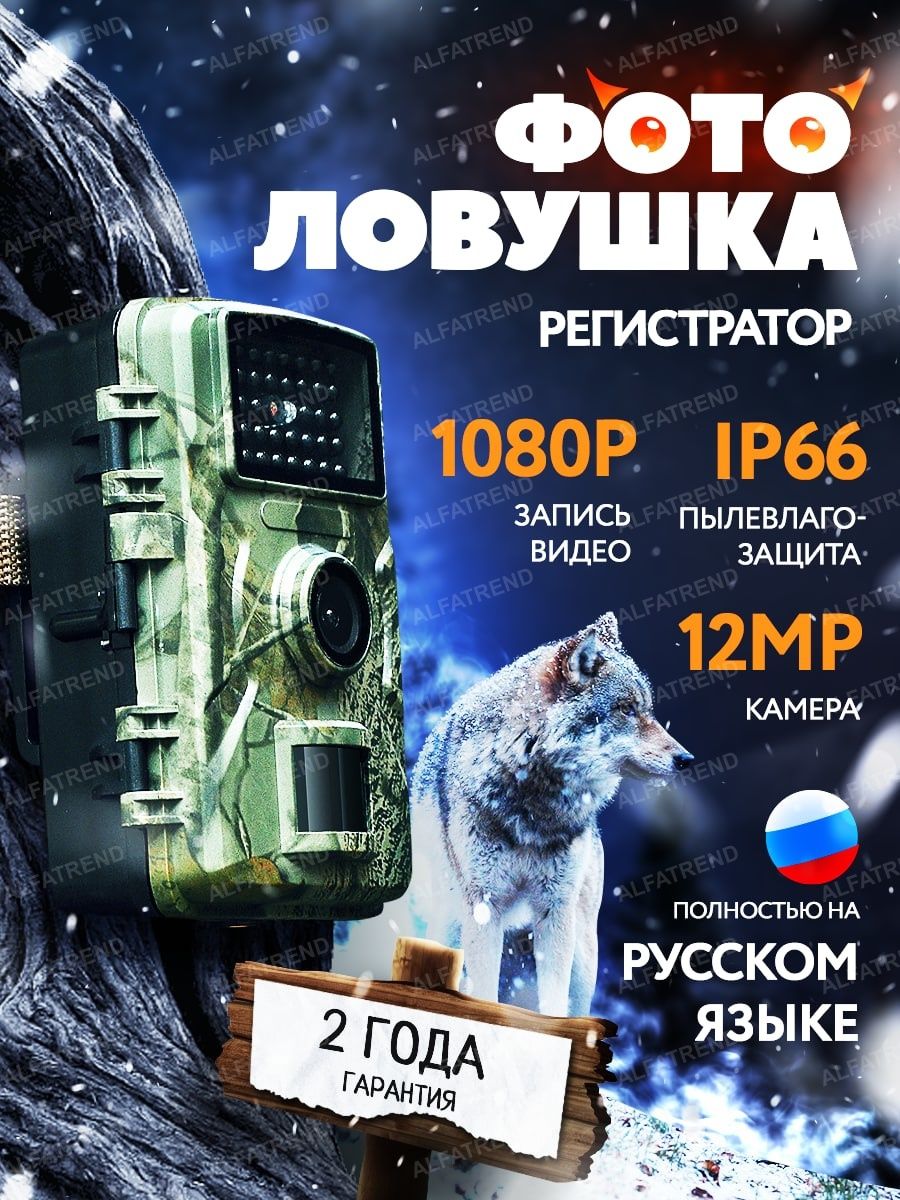 ФОТО
ЛОВУШКА
РЕГИСТРАТОР
1080P
ЗАПИСЬ
ВИДЕО
IP66
ПЫЛЕВЛАГО-
ЗАЩИТА
12MP
КАМЕРА
ПОЛНОСТЬЮ НА
РУССКОМ
ЯЗЫКЕ
2 ГОДА
ГАРАНТИЯ
ALFATREND